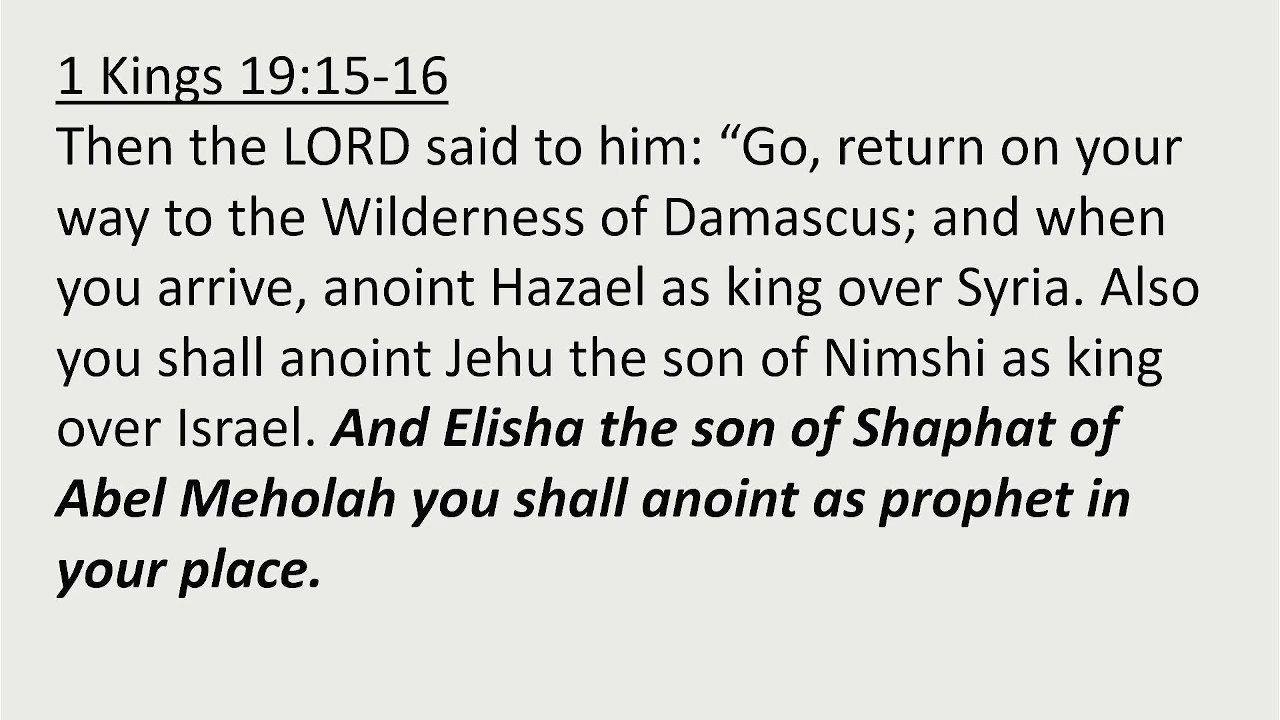 1 Kings 19:15-16
Then the LORD said to him: “Go, return on your
way to the Wilderness of Damascus; and when
you arrive, anoint Hazael as king over Syria. Also
you shall anoint Jehu the son of Nimshi as king
over Israel. And Elisha the son of Shaphat of
Abel Meholah you shall anoint as prophet in
your place.